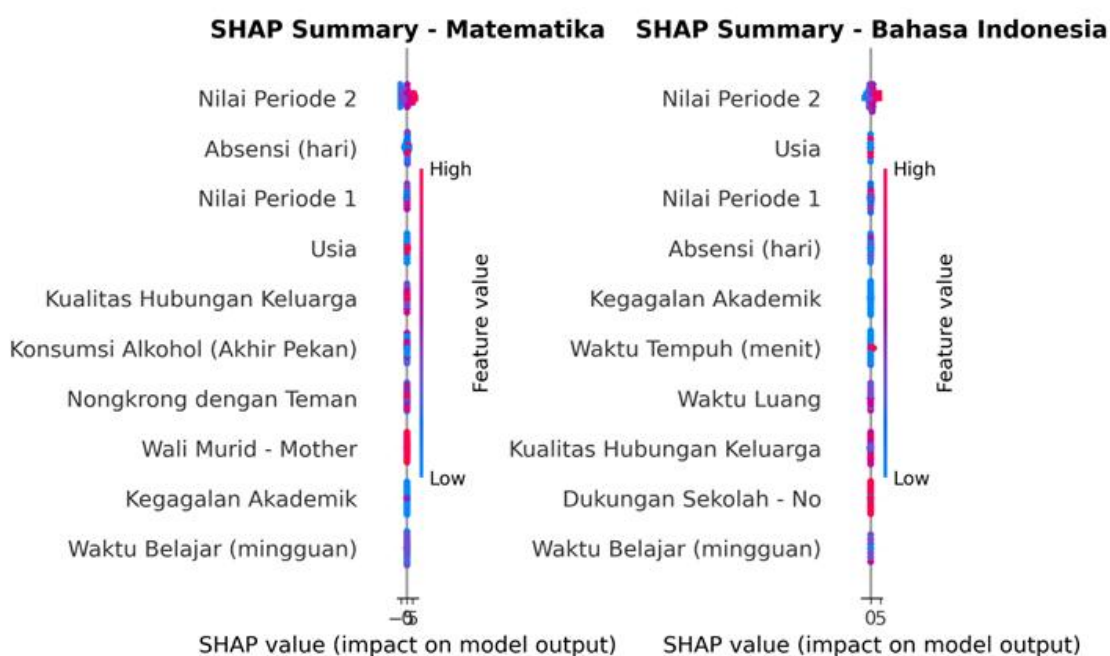 SHAP Summary - Matematika
Nilai Periode 2
Absensi (hari)
Nilai Periode 1
Usia
Kualitas Hubungan Keluarga
Konsumsi Alkohol (Akhir Pekan)
Nongkrong dengan Teman
Wali Murid - Mother
Kegagalan Akademik
Waktu Belajar (mingguan)
High
Feature value
Low
SHAP value (impact on model output)
SHAP Summary - Bahasa Indonesia
Nilai Periode 2
Usia
Nilai Periode 1
Absensi (hari)
Kegagalan Akademik
Waktu Tempuh (menit)
Waktu Luang
Kualitas Hubungan Keluarga
Dukungan Sekolah - No
Waktu Belajar (mingguan)
High
Feature value
Low
05
SHAP value (impact on model output)